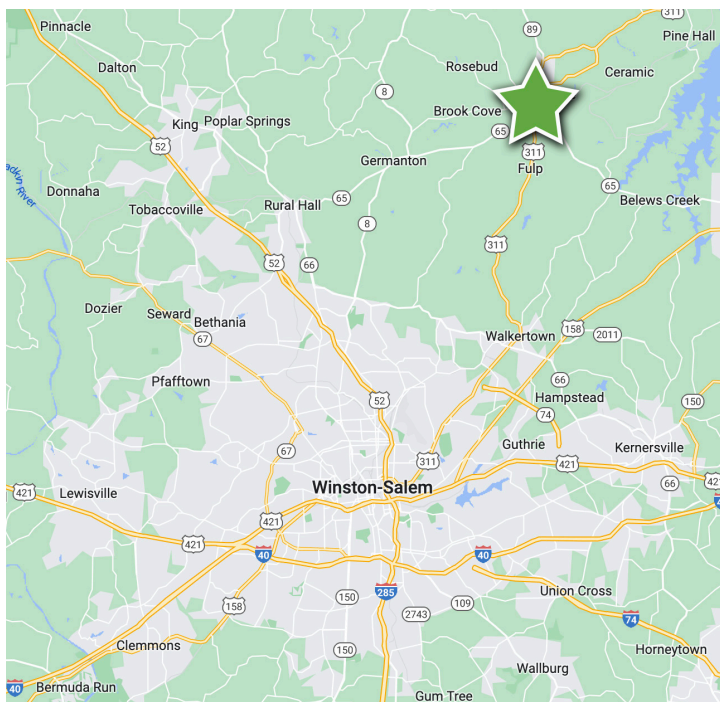 311
Pinnacle
89
Pine Hall
Dalton
Rosebud
Ceramic
8
Brook Cove
King
Poplar Springs
65
52
311
Germanton
Fulp
Donnaha
65
65
Rural Hall
Belews Creek
Tobaccoville
8
311
52
66
Dozier
Seward
Bethania
158
2011
67
Walkertown
Pfafftown
66
52
Hampstead
150
74
Guthrie
Kernersville
67
311
421
66
421
421
Lewisville
Winston-Salem
421
421
40
40
285
Union Cross
150
158
109
2743
74
Clemmons
150
Horneytown
Wallburg
40
Bermuda Run
Gum Tree